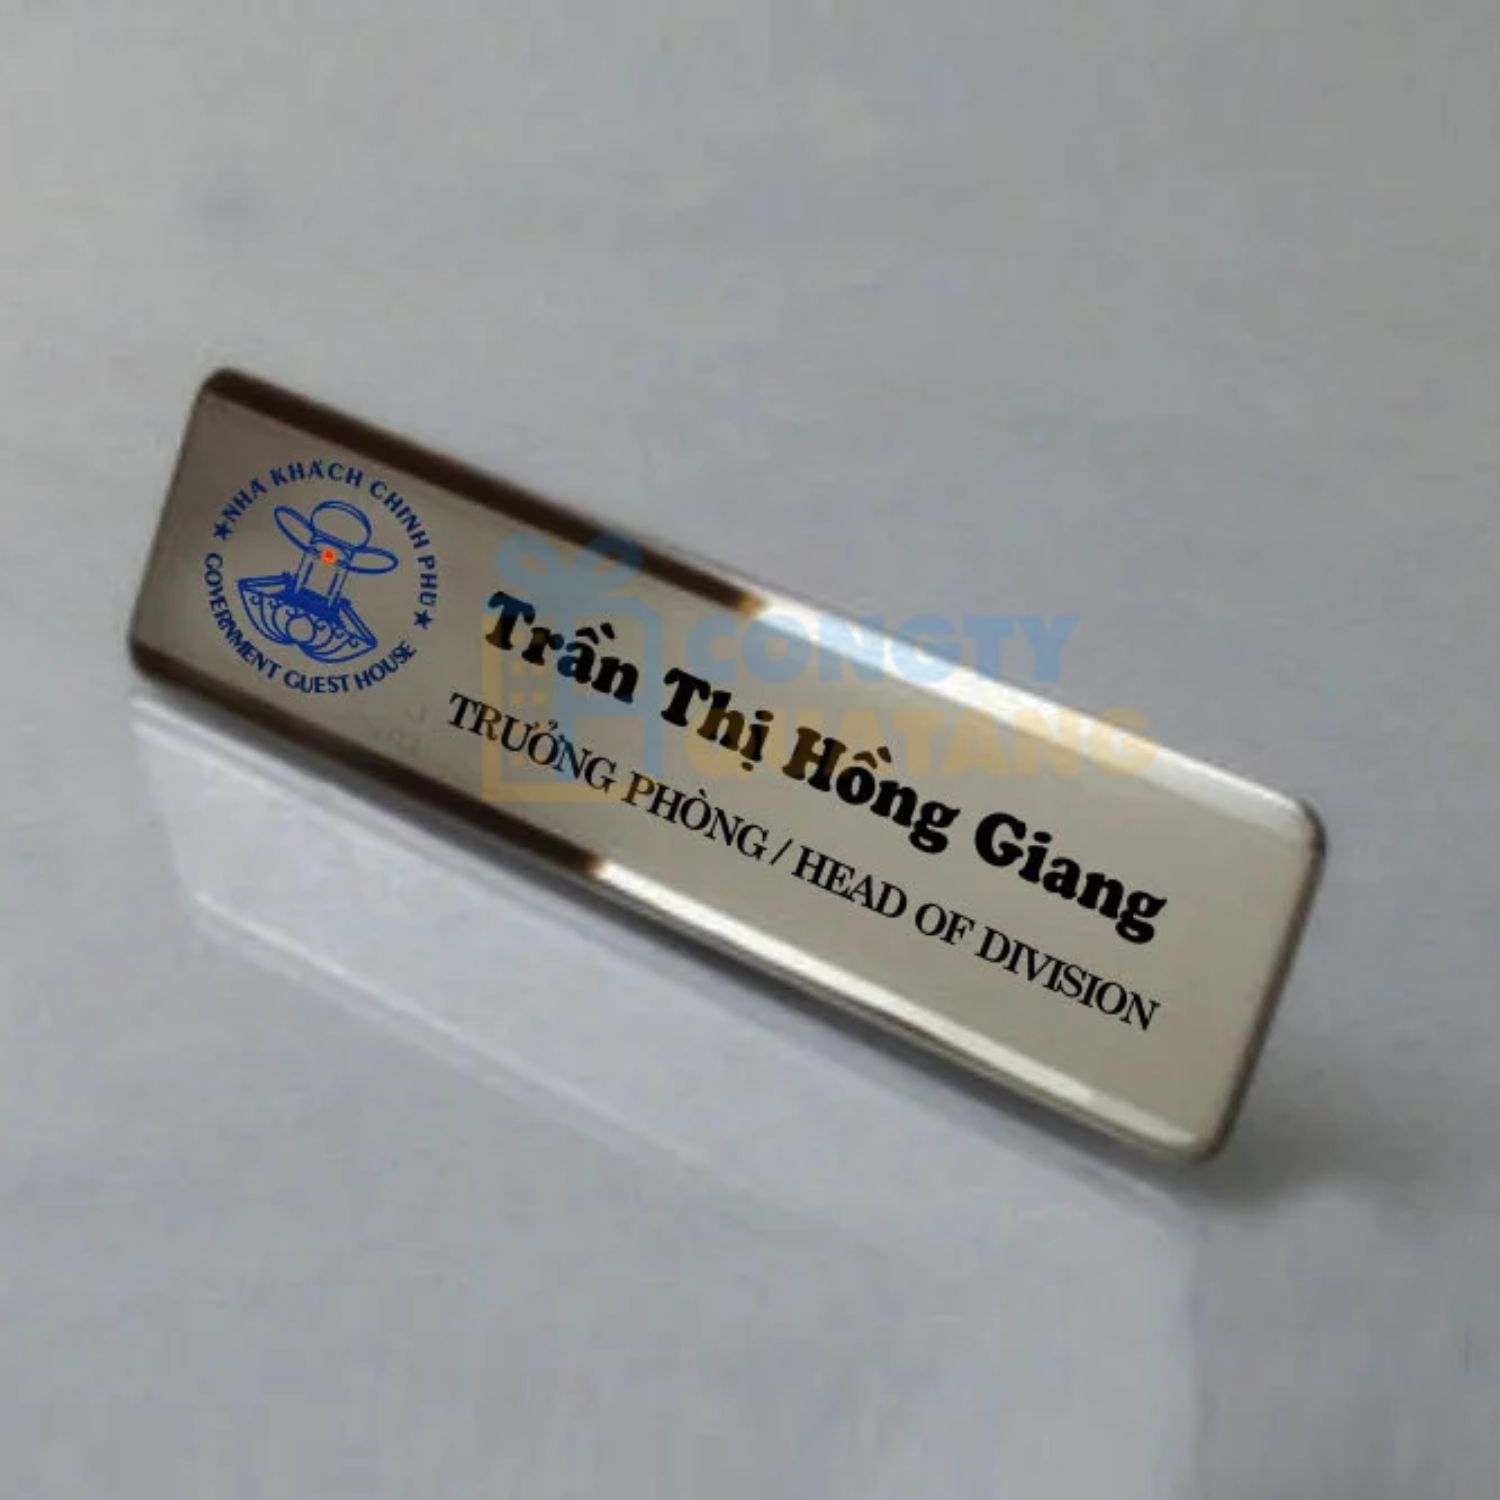 ★ NHÀ KHÁCH CHÍNH PHỦ ★
GOVERNMENT GUEST HOUSE
Trần Thị Hồng Giang
TRƯỞNG PHÒNG / HEAD OF DIVISION
CONGTY
QUATANG